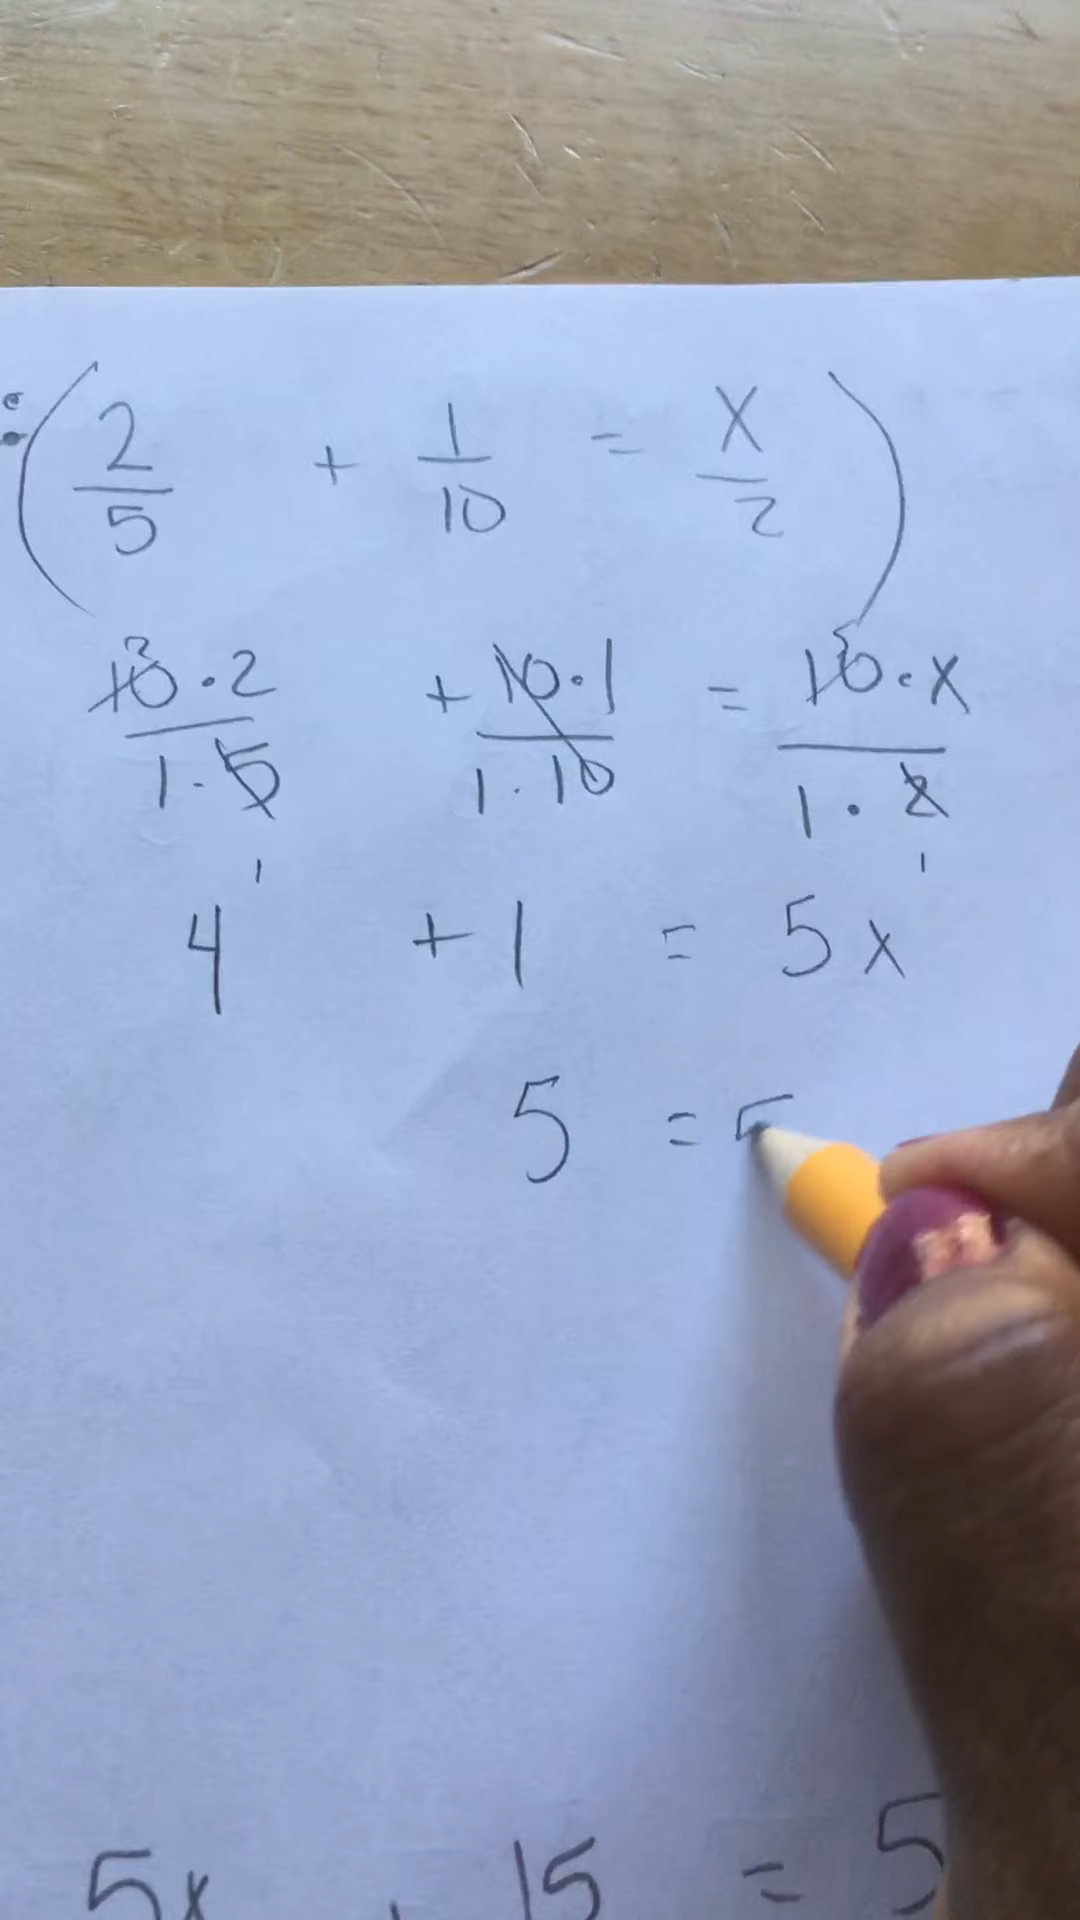 ( 2/5 + 1/10 = x/2 )
10·2/1·5 + 10·1/1·10 = 10·x/1·2
4 + 1 = 5x
5 = 5
5x 15 = 5